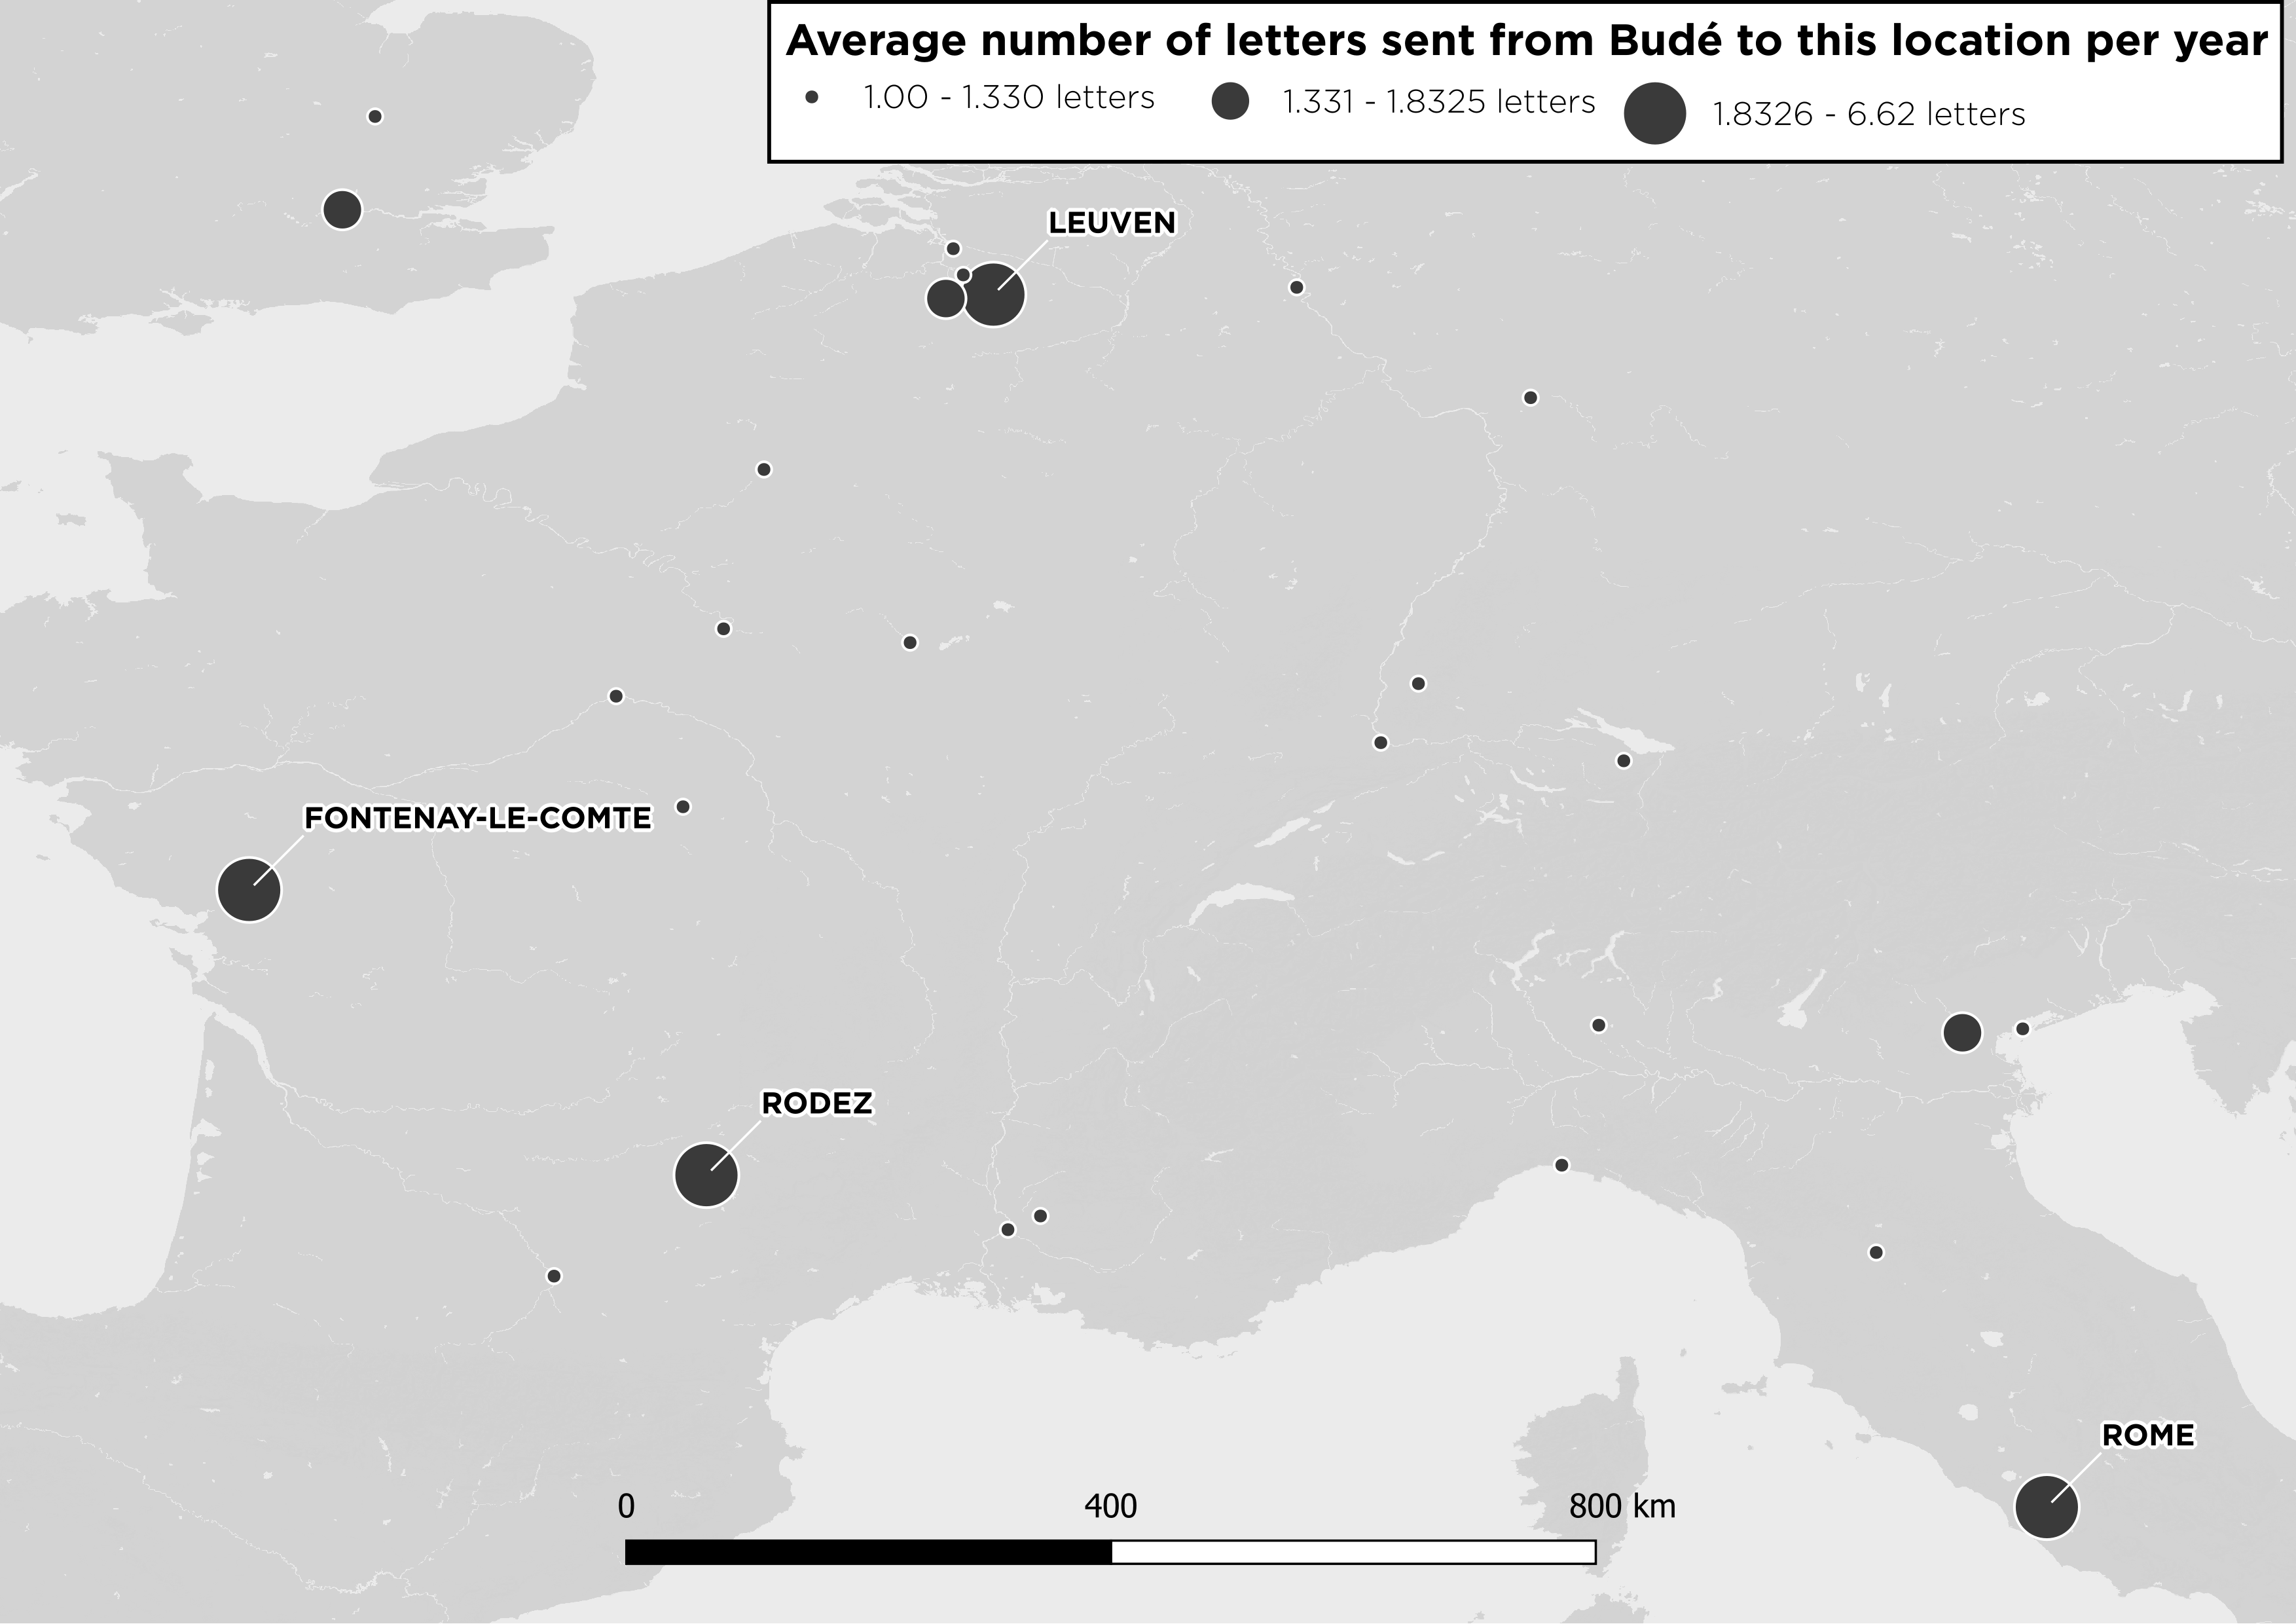 Average number of letters sent from Budé to this location per year
1.00 - 1.330 letters 1.331 - 1.8325 letters 1.8326 - 6.62 letters
LEUVEN
FONTENAY-LE-COMTE
RODEZ
ROME
0 400 800 km